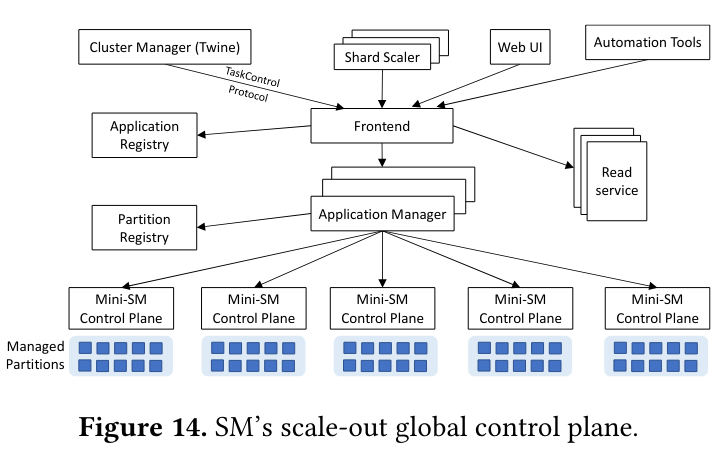 Cluster Manager (Twine)
Shard Scaler
Web UI
Automation Tools
TaskControl
Protocol
Application
Registry
Frontend
Read
service
Partition
Registry
Application Manager
Mini-SM
Control Plane
Mini-SM
Control Plane
Mini-SM
Control Plane
Mini-SM
Control Plane
Mini-SM
Control Plane
Managed
Partitions
Figure 14. SM's scale-out global control plane.